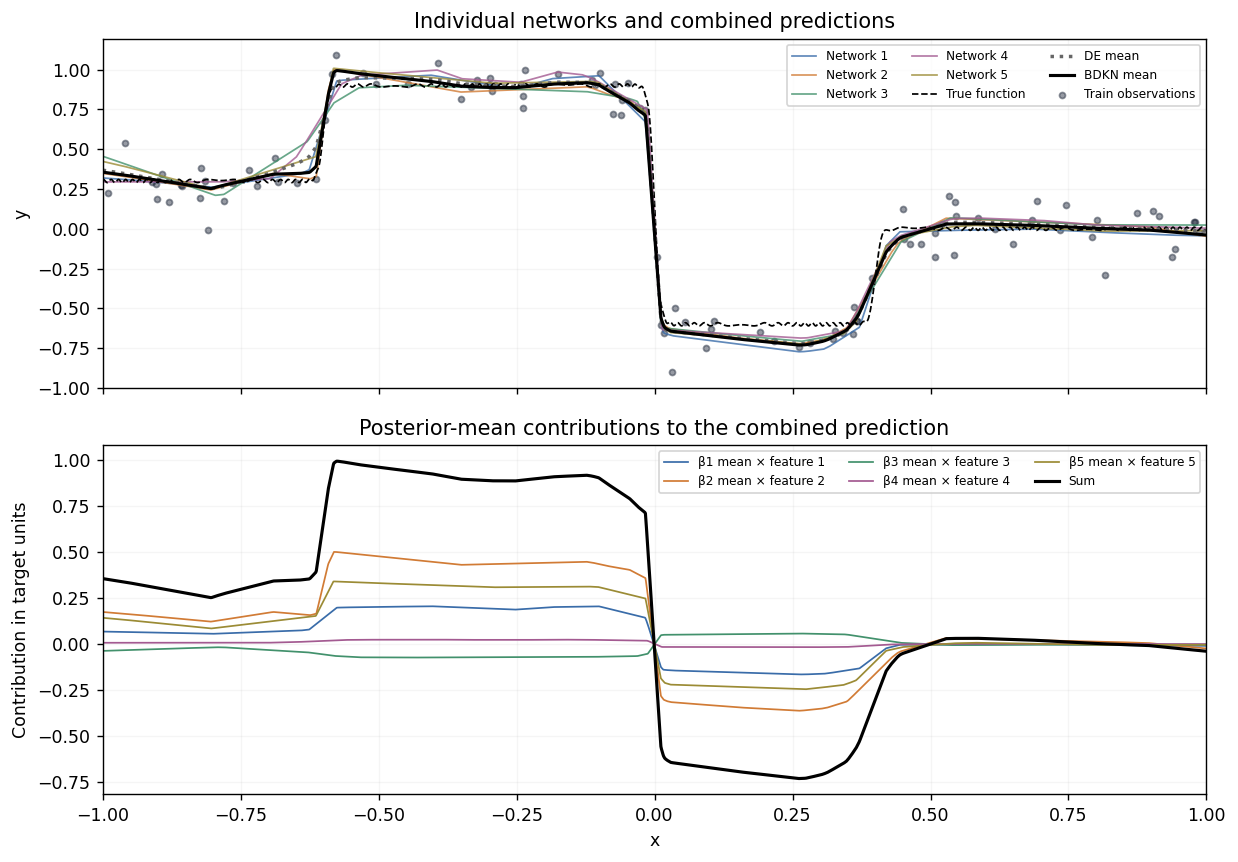 Individual networks and combined predictions
y
1.00
0.75
0.50
0.25
0.00
−0.25
−0.50
−0.75
−1.00
Network 1
Network 2
Network 3
Network 4
Network 5
True function
DE mean
BDKN mean
Train observations
Posterior-mean contributions to the combined prediction
Contribution in target units
1.00
0.75
0.50
0.25
0.00
−0.25
−0.50
−0.75
β1 mean × feature 1
β2 mean × feature 2
β3 mean × feature 3
β4 mean × feature 4
β5 mean × feature 5
Sum
−1.00 −0.75 −0.50 −0.25 0.00 0.25 0.50 0.75 1.00
x